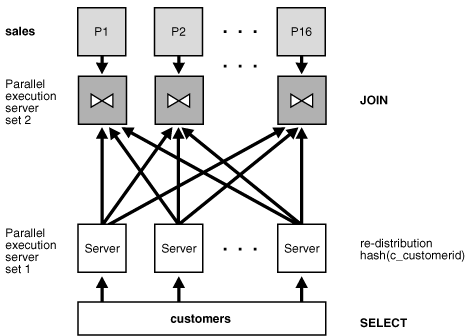 sales
P1
P2
. . .
P16
. . .
Parallel
execution
server
set 2
JOIN
Parallel
execution
server
set 1
Server
Server
. . .
Server
re-distribution
hash(c_customerid)
customers
SELECT